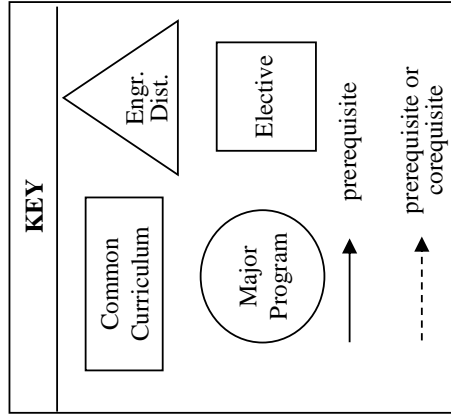 KEY
Common
Curriculum
Engr.
Dist.
Major
Program
Elective
prerequisite
prerequisite or
corequisite